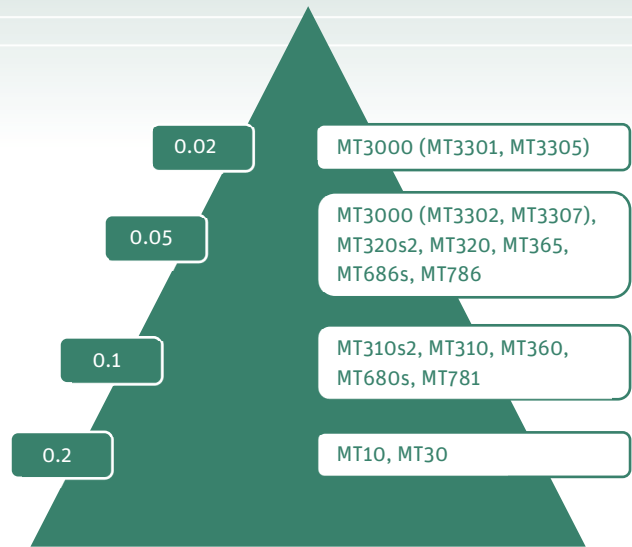 0.02
MT3000 (MT3301, MT3305)
0.05
MT3000 (MT3302, MT3307),
MT320s2, MT320, MT365,
MT686s, MT786
0.1
MT310s2, MT310, MT360,
MT680s, MT781
0.2
MT10, MT30